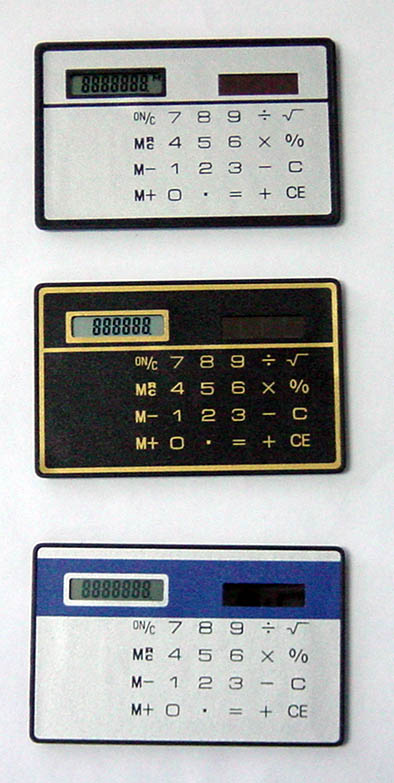 8888888.
ON/C 7 8 9 ÷ √
MRC 4 5 6 × %
M− 1 2 3 − C
M+ 0 · = + CE
888888.
ON/C 7 8 9 ÷ √
MRC 4 5 6 × %
M− 1 2 3 − C
M+ 0 · = + CE
8888888.
ON/C 7 8 9 ÷ √
MRC 4 5 6 × %
M− 1 2 3 − C
M+ 0 · = + CE